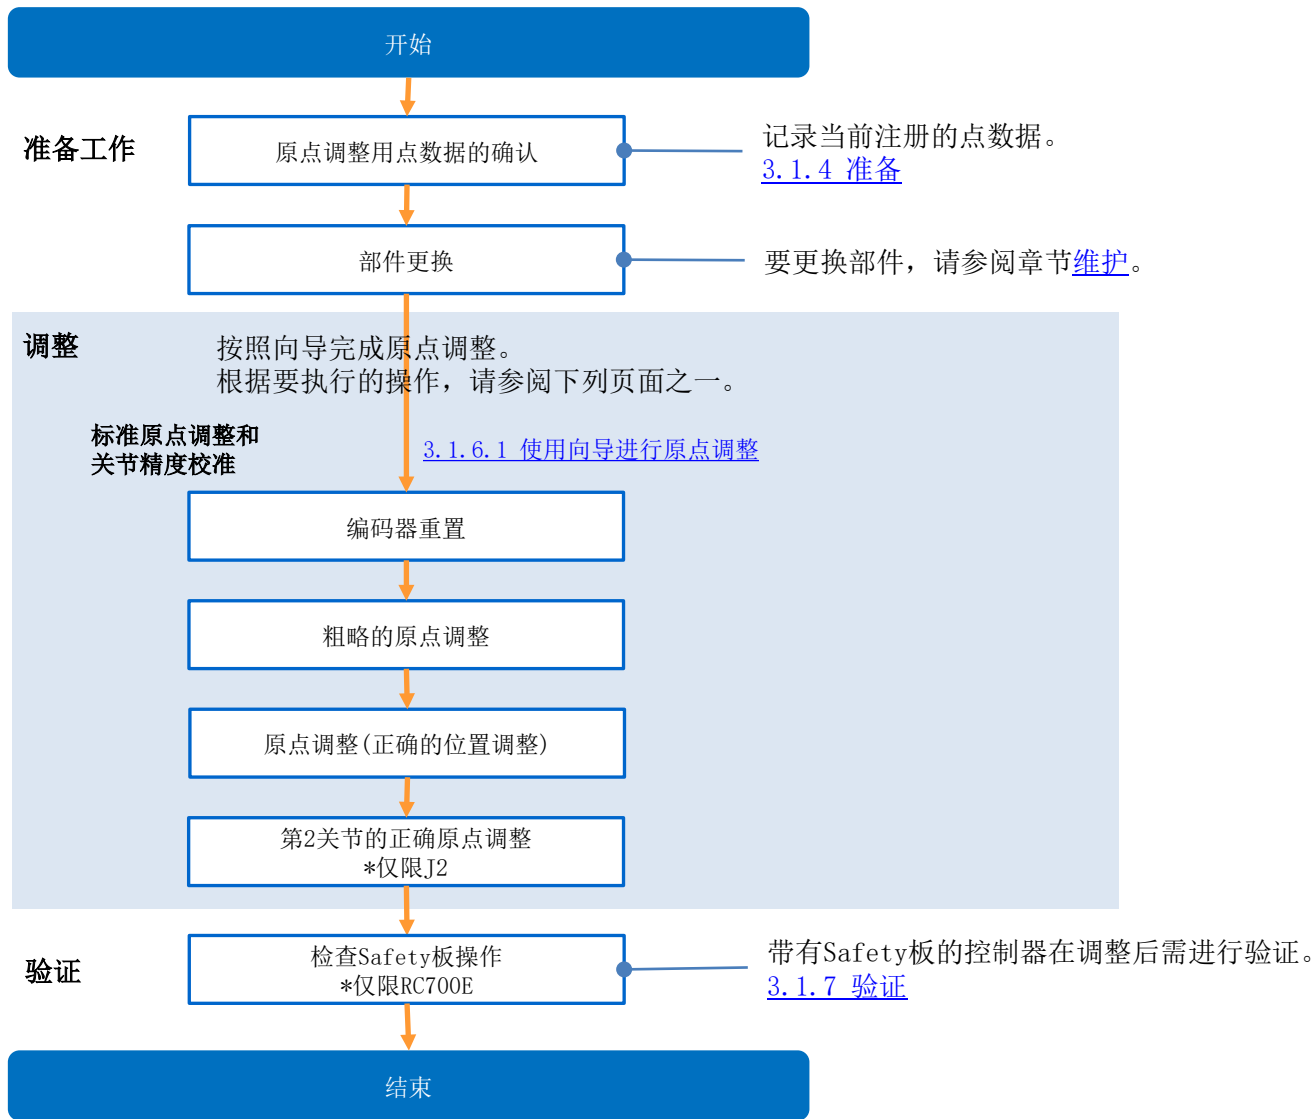 开始
准备工作
原点调整用点数据的确认
记录当前注册的点数据。
3.1.4 准备
部件更换
要更换部件，请参阅章节维护。
调整
按照向导完成原点调整。
根据要执行的操作，请参阅下列页面之一。
标准原点调整和
关节精度校准
3.1.6.1 使用向导进行原点调整
编码器重置
粗略的原点调整
原点调整(正确的位置调整)
第2关节的正确原点调整
*仅限J2
验证
检查Safety板操作
*仅限RC700E
带有Safety板的控制器在调整后需进行验证。
3.1.7 验证
结束